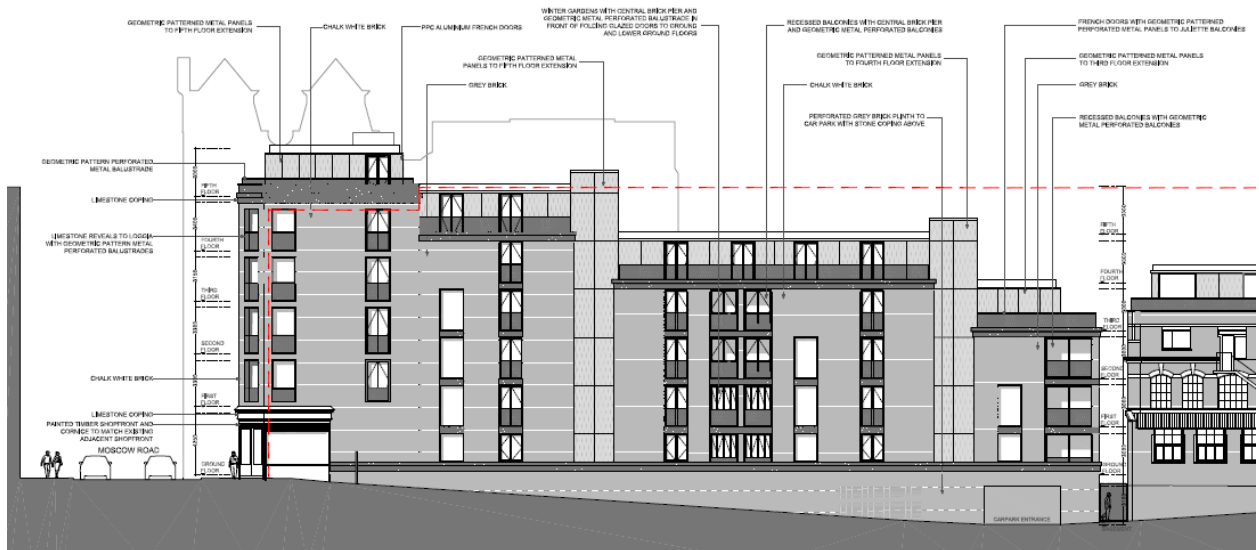 GEOMETRIC PATTERNED METAL PANELS
TO FIFTH FLOOR EXTENSION
CHALK WHITE BRICK
PPC ALUMINIUM FRENCH DOORS
WINTER GARDENS WITH CENTRAL BRICK PIER AND
GEOMETRIC METAL PERFORATED BALUSTRADE IN
FRONT OF FOLDING GLAZED DOORS TO GROUND
AND LOWER GROUND FLOORS
RECESSED BALCONIES WITH CENTRAL BRICK PIER
AND GEOMETRIC METAL PERFORATED BALCONIES
FRENCH DOORS WITH GEOMETRIC PATTERNED
PERFORATED METAL PANELS TO JULIETTE BALCONIES
GEOMETRIC PATTERNED METAL
PANELS TO FIFTH FLOOR EXTENSION
GREY BRICK
GEOMETRIC PATTERNED METAL PANELS
TO FOURTH FLOOR EXTENSION
CHALK WHITE BRICK
PERFORATED GREY BRICK PLINTH TO
CAR PARK WITH STONE COPING ABOVE
GEOMETRIC PATTERNED METAL PANELS
TO THIRD FLOOR EXTENSION
GREY BRICK
RECESSED BALCONIES WITH GEOMETRIC
METAL PERFORATED BALCONIES
GEOMETRIC PATTERN PERFORATED
METAL BALUSTRADE
LIMESTONE COPING
LIMESTONE REVEALS TO LOGGIA
WITH GEOMETRIC PATTERN METAL
PERFORATED BALUSTRADES
CHALK WHITE BRICK
LIMESTONE COPING
PAINTED TIMBER SHOPFRONT AND
CORNICE TO MATCH EXISTING
ADJACENT SHOPFRONT
MOSCOW ROAD
FIFTH
FLOOR
FOURTH
FLOOR
THIRD
FLOOR
SECOND
FLOOR
FIRST
FLOOR
GROUND
FLOOR
FIFTH
FLOOR
FOURTH
FLOOR
THIRD
FLOOR
SECOND
FLOOR
FIRST
FLOOR
GROUND
FLOOR
CARPARK ENTRANCE